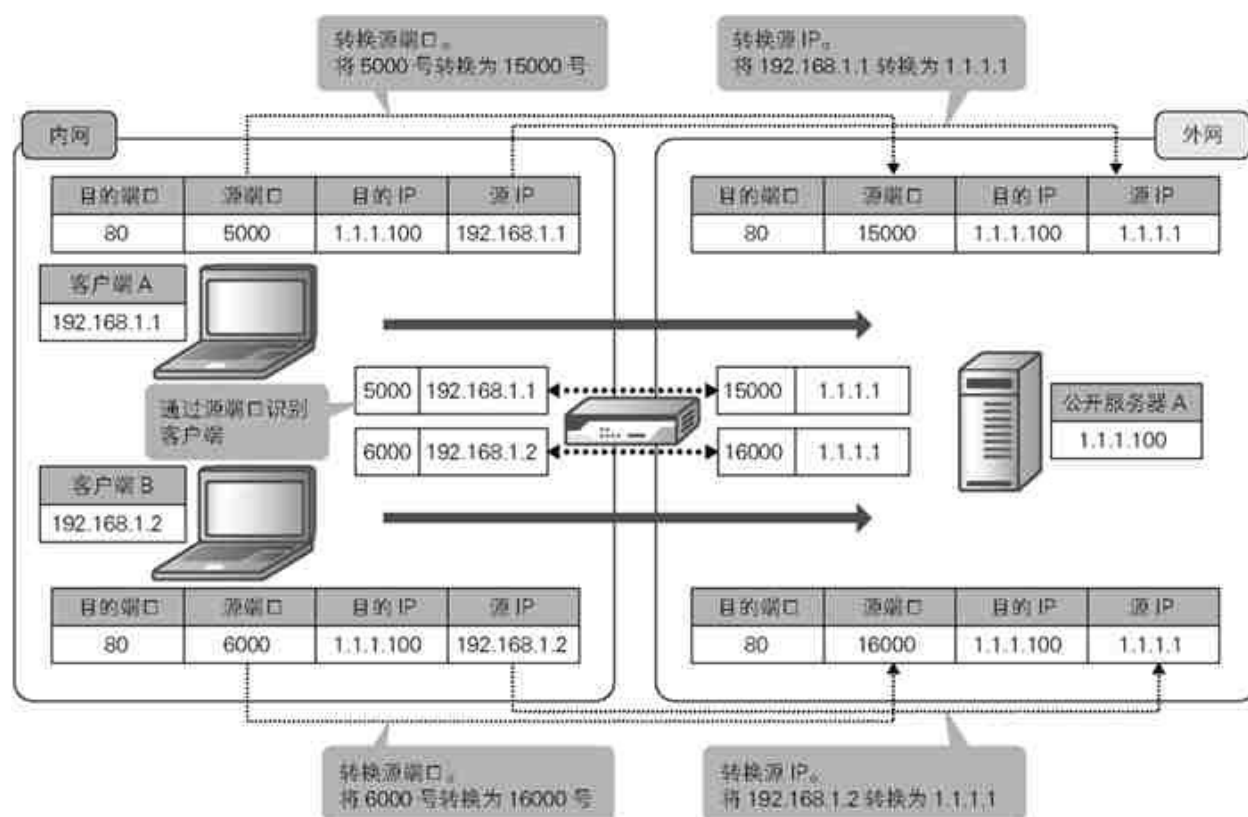 转换源端口。
将 5000 号转换为 15000 号
转换源 IP。
将 192.168.1.1 转换为 1.1.1.1
内网
外网
目的端口 源端口 目的 IP 源 IP
80 5000 1.1.1.100 192.168.1.1
目的端口 源端口 目的 IP 源 IP
80 15000 1.1.1.100 1.1.1.1
客户端 A
192.168.1.1
5000 192.168.1.1
15000 1.1.1.1
通过源端口识别
客户端
6000 192.168.1.2
16000 1.1.1.1
公开服务器 A
1.1.1.100
客户端 B
192.168.1.2
目的端口 源端口 目的 IP 源 IP
80 6000 1.1.1.100 192.168.1.2
目的端口 源端口 目的 IP 源 IP
80 16000 1.1.1.100 1.1.1.1
转换源端口。
将 6000 号转换为 16000 号
转换源 IP。
将 192.168.1.2 转换为 1.1.1.1